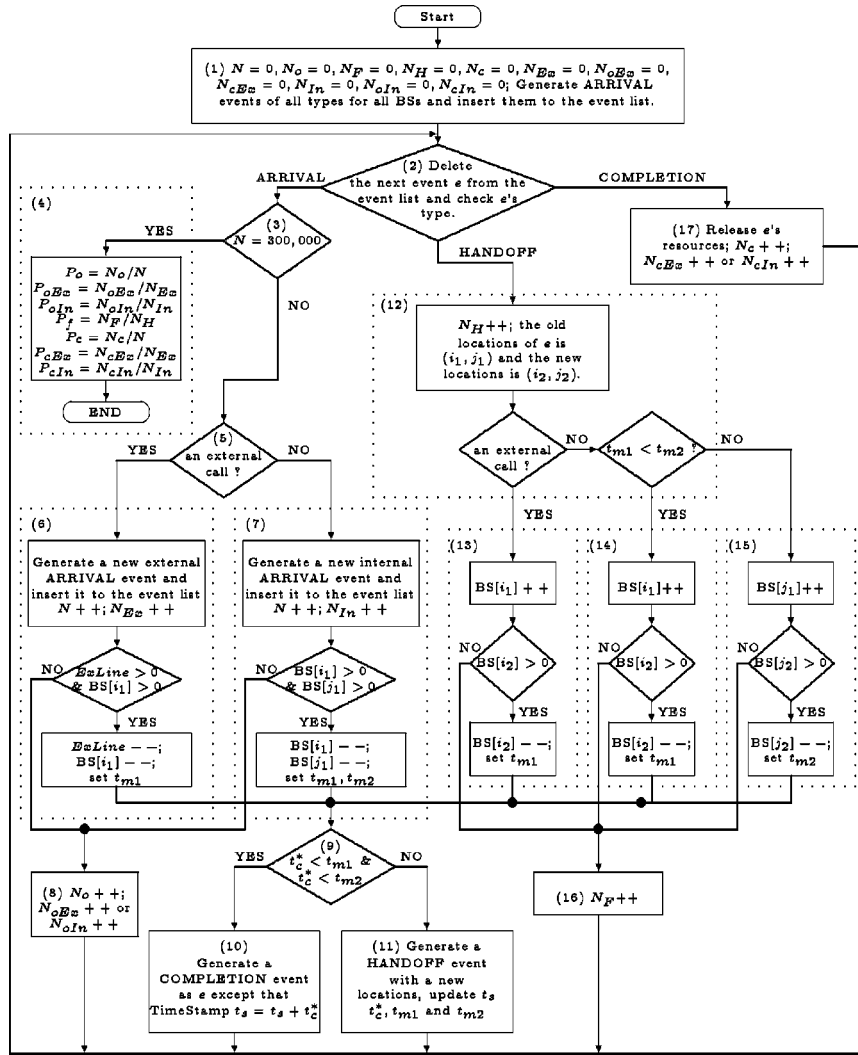 Start
(1) N = 0, N_o = 0, N_F = 0, N_H = 0, N_c = 0, N_Ex = 0, N_oEx = 0,
N_cEx = 0, N_In = 0, N_oIn = 0, N_cIn = 0; Generate ARRIVAL
events of all types for all BSs and insert them to the event list.
(2) Delete
the next event e from the
event list and check e's
type.
ARRIVAL
COMPLETION
HANDOFF
(17) Release e's
resources; N_c ++;
N_cEx ++ or N_cIn ++
(3)
N = 300,000
YES
NO
(4)
P_o = N_o/N
P_oEx = N_oEx/N_Ex
P_oIn = N_oIn/N_In
P_f = N_F/N_H
P_c = N_c/N
P_cEx = N_cEx/N_Ex
P_cIn = N_cIn/N_In
END
(12)
N_H++; the old
locations of e is
(i_1, j_1) and the new
locations is (i_2, j_2).
an external
call ?
NO
t_m1 < t_m2 ?
NO
YES
YES
(5)
an external
call ?
YES
NO
(6)
Generate a new external
ARRIVAL event and
insert it to the event list
N ++; N_Ex ++
NO
ExLine > 0
& BS[i_1] > 0
YES
ExLine − −;
BS[i_1] − −;
set t_m1
(7)
Generate a new internal
ARRIVAL event and
insert it to the event list
N ++; N_In ++
NO
BS[i_1] > 0
& BS[j_1] > 0
YES
BS[i_1] − −;
BS[j_1] − −;
set t_m1, t_m2
(13)
BS[i_1] + +
NO
BS[i_2] > 0
YES
BS[i_2] − −;
set t_m1
(14)
BS[i_1]++
NO
BS[i_2] > 0
YES
BS[i_2] − −;
set t_m1
(15)
BS[j_1]++
NO
BS[j_2] > 0
YES
BS[j_2] − −;
set t_m2
(8) N_o + +;
N_oEx + + or
N_oIn + +
(9)
t_c^* < t_m1 &
t_c^* < t_m2
YES
NO
(10)
Generate a
COMPLETION event
as e except that
TimeStamp t_s = t_s + t_c^*
(11) Generate a
HANDOFF event
with a new
locations, update t_s
t_c^*, t_m1 and t_m2
(16) N_F++